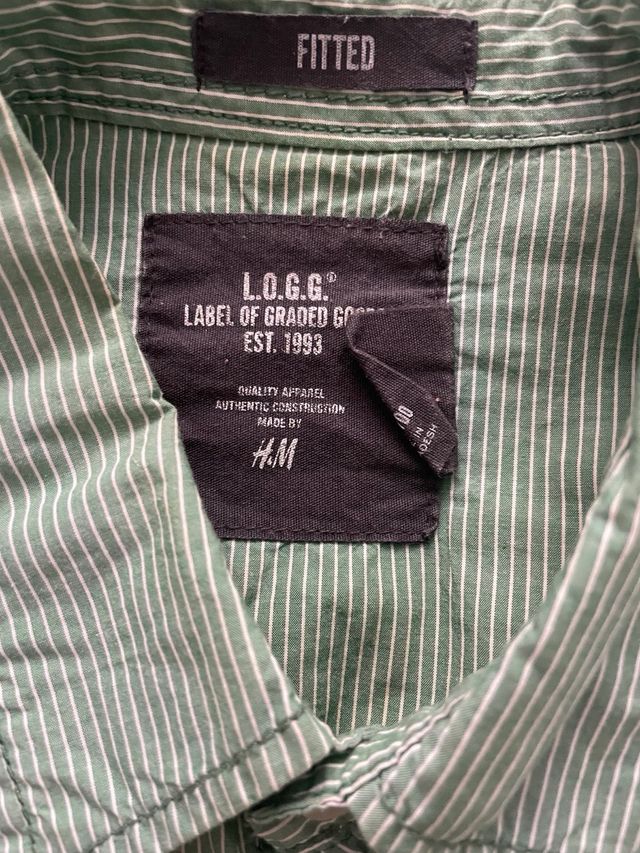 FITTED
L.O.G.G.®
LABEL OF GRADED
EST. 1993
QUALITY APPAREL
AUTHENTIC CONSTRUCTION
MADE BY
H&M